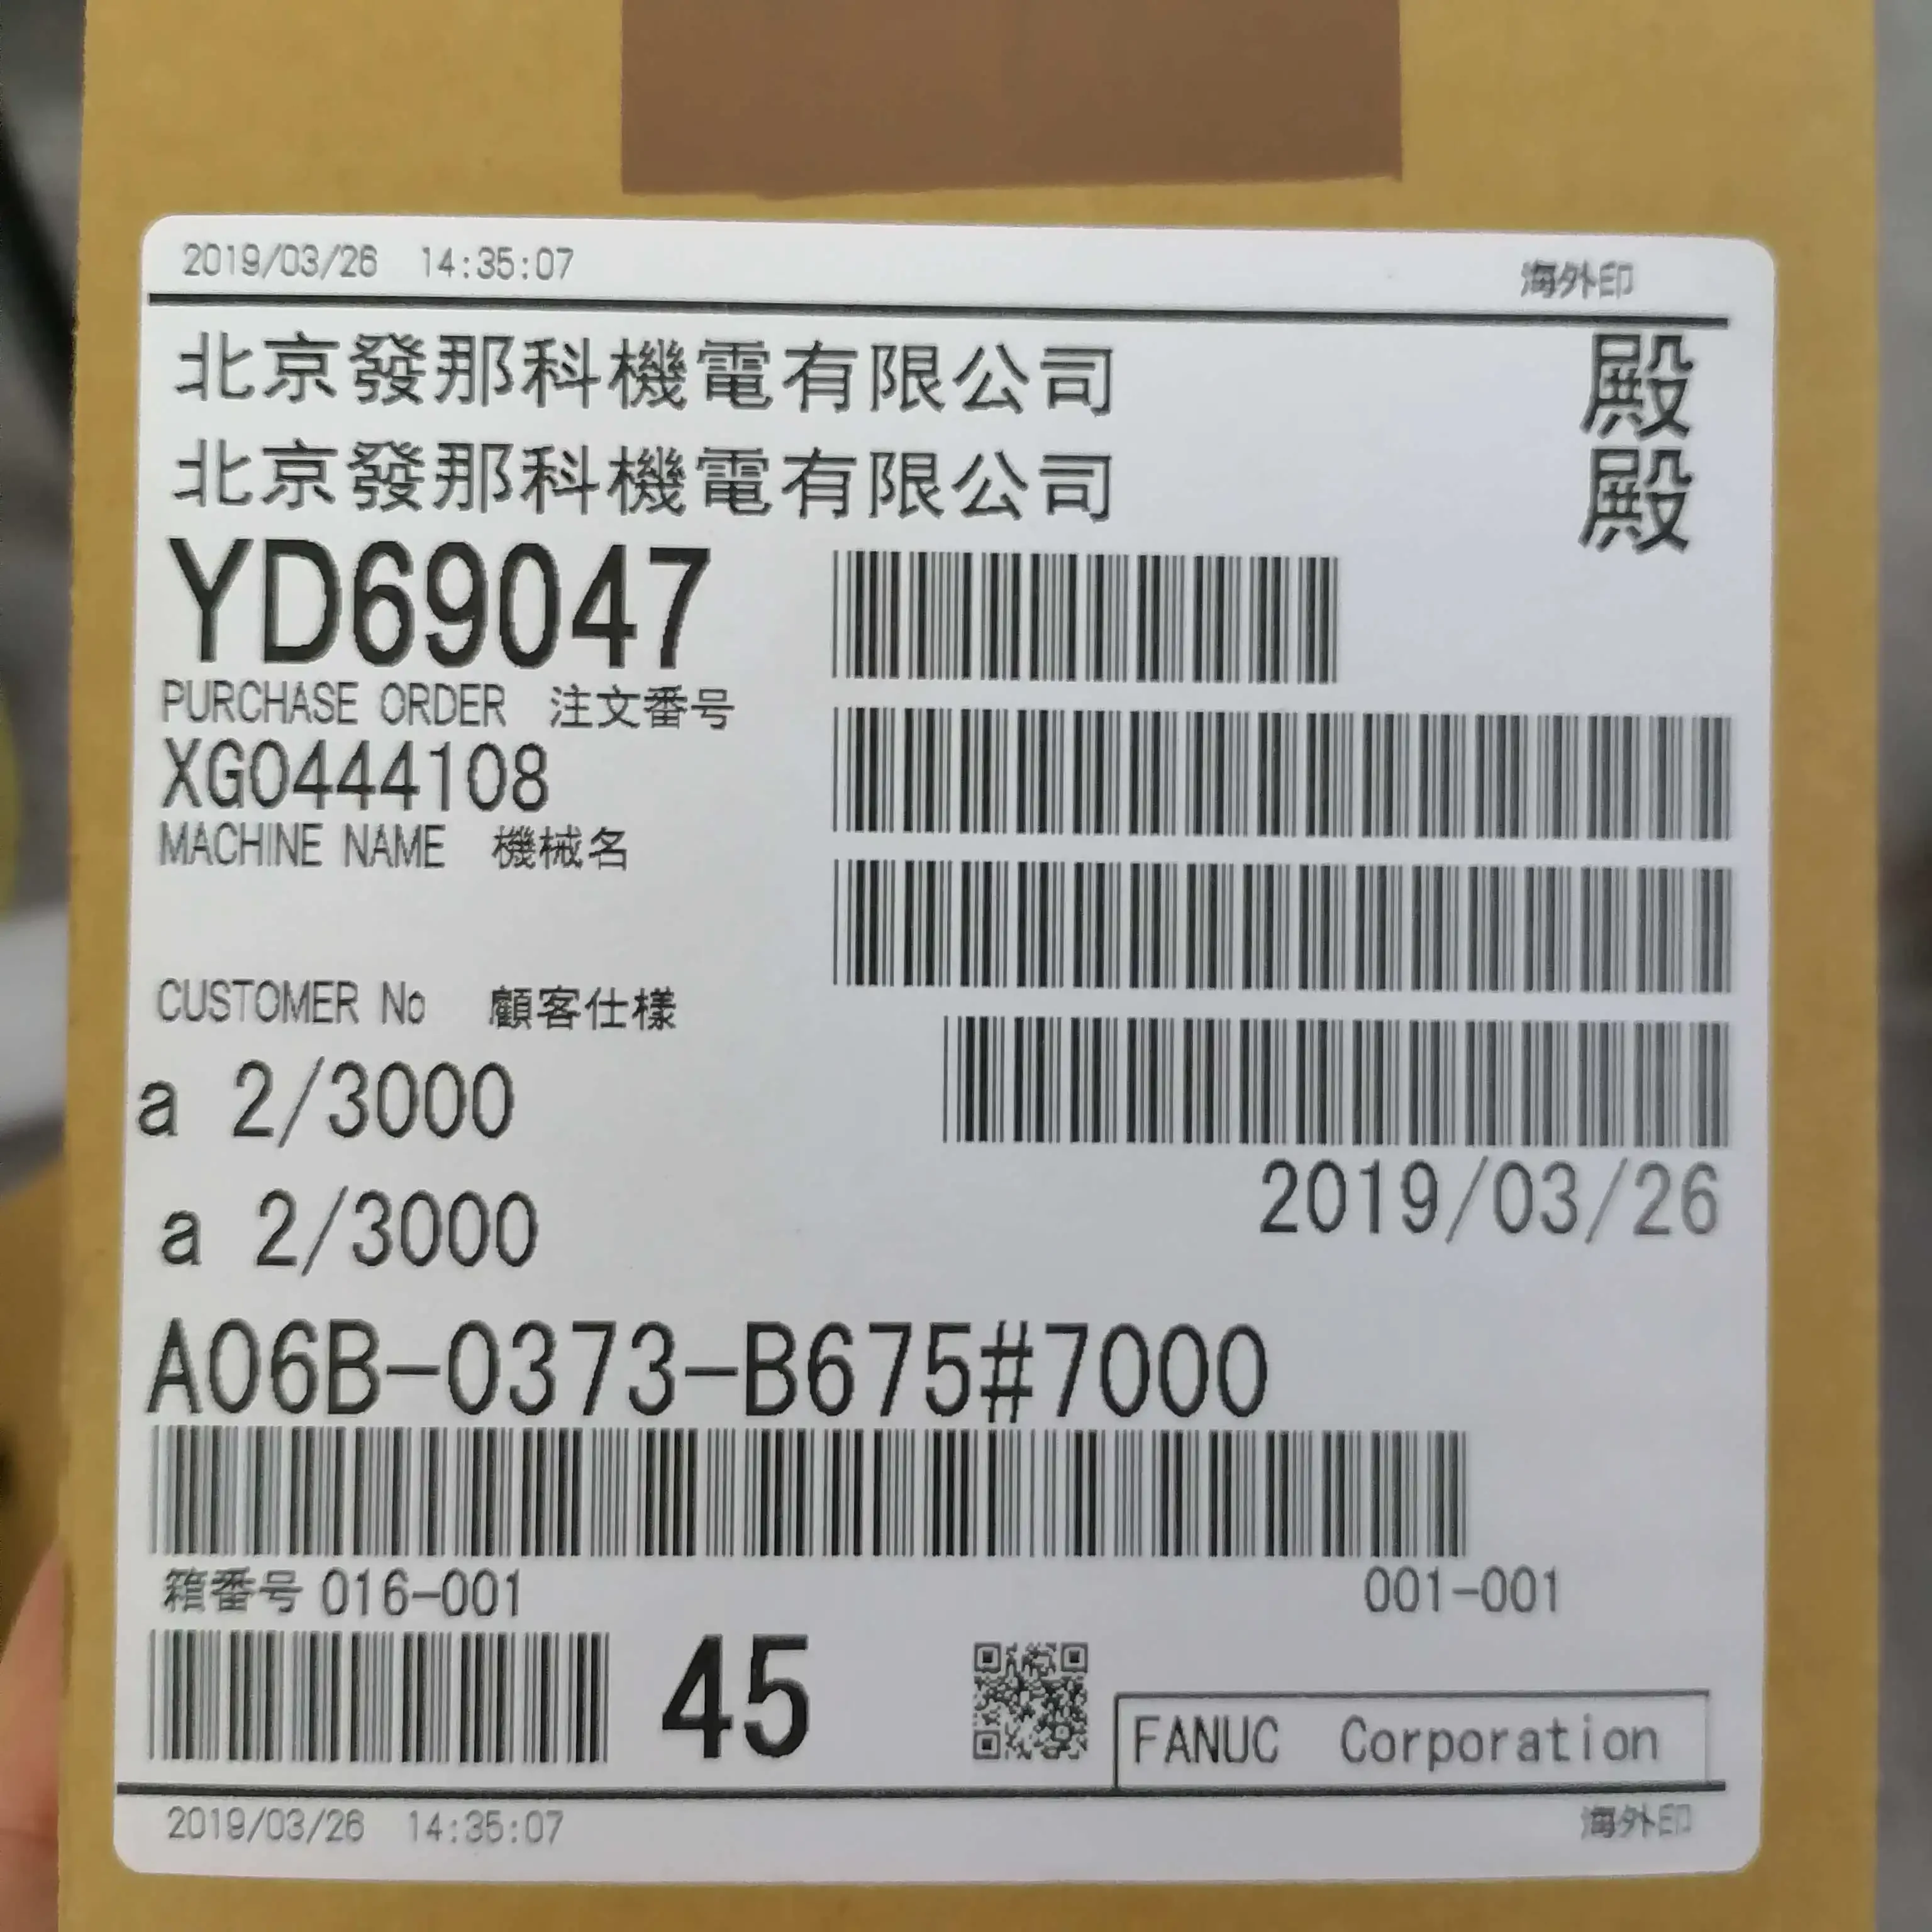 2019/03/26 14:35:07 海外印
北京發那科機電有限公司 殿
北京發那科機電有限公司 殿
YD69047
PURCHASE ORDER 注文番号
XG0444108
MACHINE NAME 機械名
CUSTOMER No 顧客仕様
a 2/3000
2019/03/26
a 2/3000
A06B-0373-B675#7000
箱番号 016-001 001-001
45
FANUC Corporation
2019/03/26 14:35:07 海外印